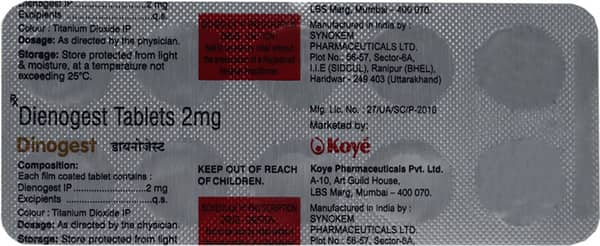 Dienogest IP ........................ 2 mg
Excipients ............................ q.s.
Colour : Titanium Dioxide IP
Dosage: As directed by the physician.
Storage: Store protected from light
& moisture, at a temperature not
exceeding 25°C.
LBS Marg, Mumbai – 400 070.
Manufactured in India by :
SYNOKEM
PHARMACEUTICALS LTD.
Plot No.: 56-57, Sector-6A,
I.I.E (SIDCUL), Ranipur (BHEL),
Haridwar - 249 403 (Uttarakhand)
℞
Dienogest Tablets 2mg
Dinogest डायनोजेस्ट
Mfg. Lic. No. : 27/UA/SC/P-2016
Marketed by:
Koyé
Composition:
Each film coated tablet contains :
Dienogest IP ........................ 2 mg
Excipients ............................ q.s.
Colour : Titanium Dioxide IP
Dosage: As directed by the physician.
Storage: Store protected from light
KEEP OUT OF REACH
OF CHILDREN.
Koye Pharmaceuticals Pvt. Ltd.
A-10, Art Guild House,
LBS Marg, Mumbai – 400 070.
Manufactured in India by :
SYNOKEM
PHARMACEUTICALS LTD.
Plot No.: 56-57, Sector-6A,